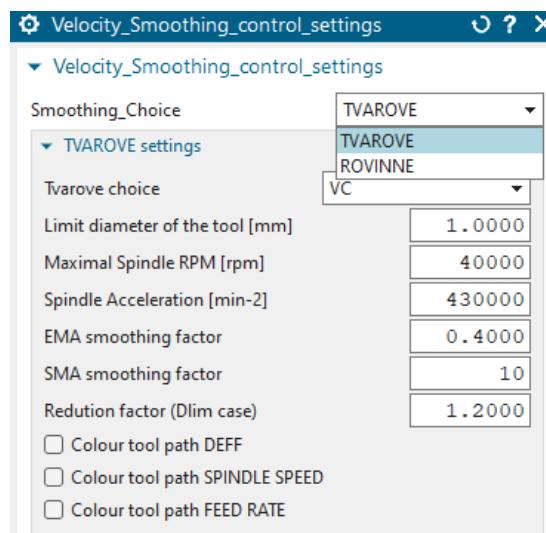 Velocity_Smoothing_control_settings ? X
Velocity_Smoothing_control_settings
Smoothing_Choice TVAROVE
TVAROVE
ROVINNE
TVAROVE settings
Tvarove choice VC
Limit diameter of the tool [mm] 1.0000
Maximal Spindle RPM [rpm] 40000
Spindle Acceleration [min-2] 430000
EMA smoothing factor 0.4000
SMA smoothing factor 10
Redution factor (Dlim case) 1.2000
Colour tool path DEFF
Colour tool path SPINDLE SPEED
Colour tool path FEED RATE